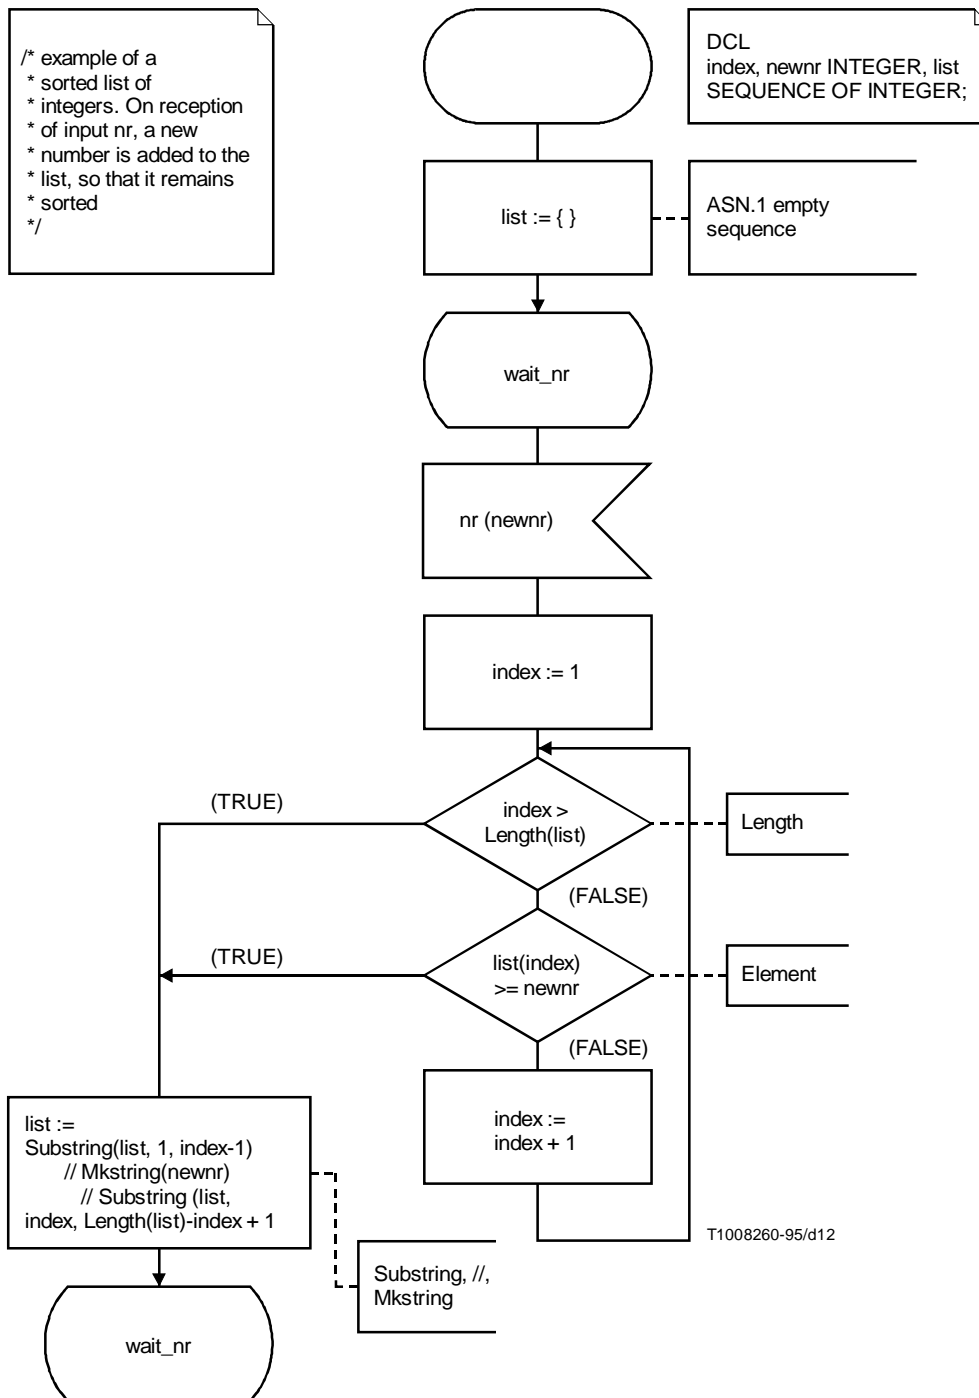 /* example of a
* sorted list of
* integers. On reception
* of input nr, a new
* number is added to the
* list, so that it remains
* sorted
*/
DCL
index, newnr INTEGER, list
SEQUENCE OF INTEGER;
list := { }
ASN.1 empty
sequence
wait_nr
nr (newnr)
index := 1
(TRUE)
index >
Length(list)
Length
(FALSE)
(TRUE)
list(index)
>= newnr
Element
(FALSE)
index :=
index + 1
list :=
Substring(list, 1, index-1)
// Mkstring(newnr)
// Substring (list,
index, Length(list)-index + 1
T1008260-95/d12
Substring, //,
Mkstring
wait_nr